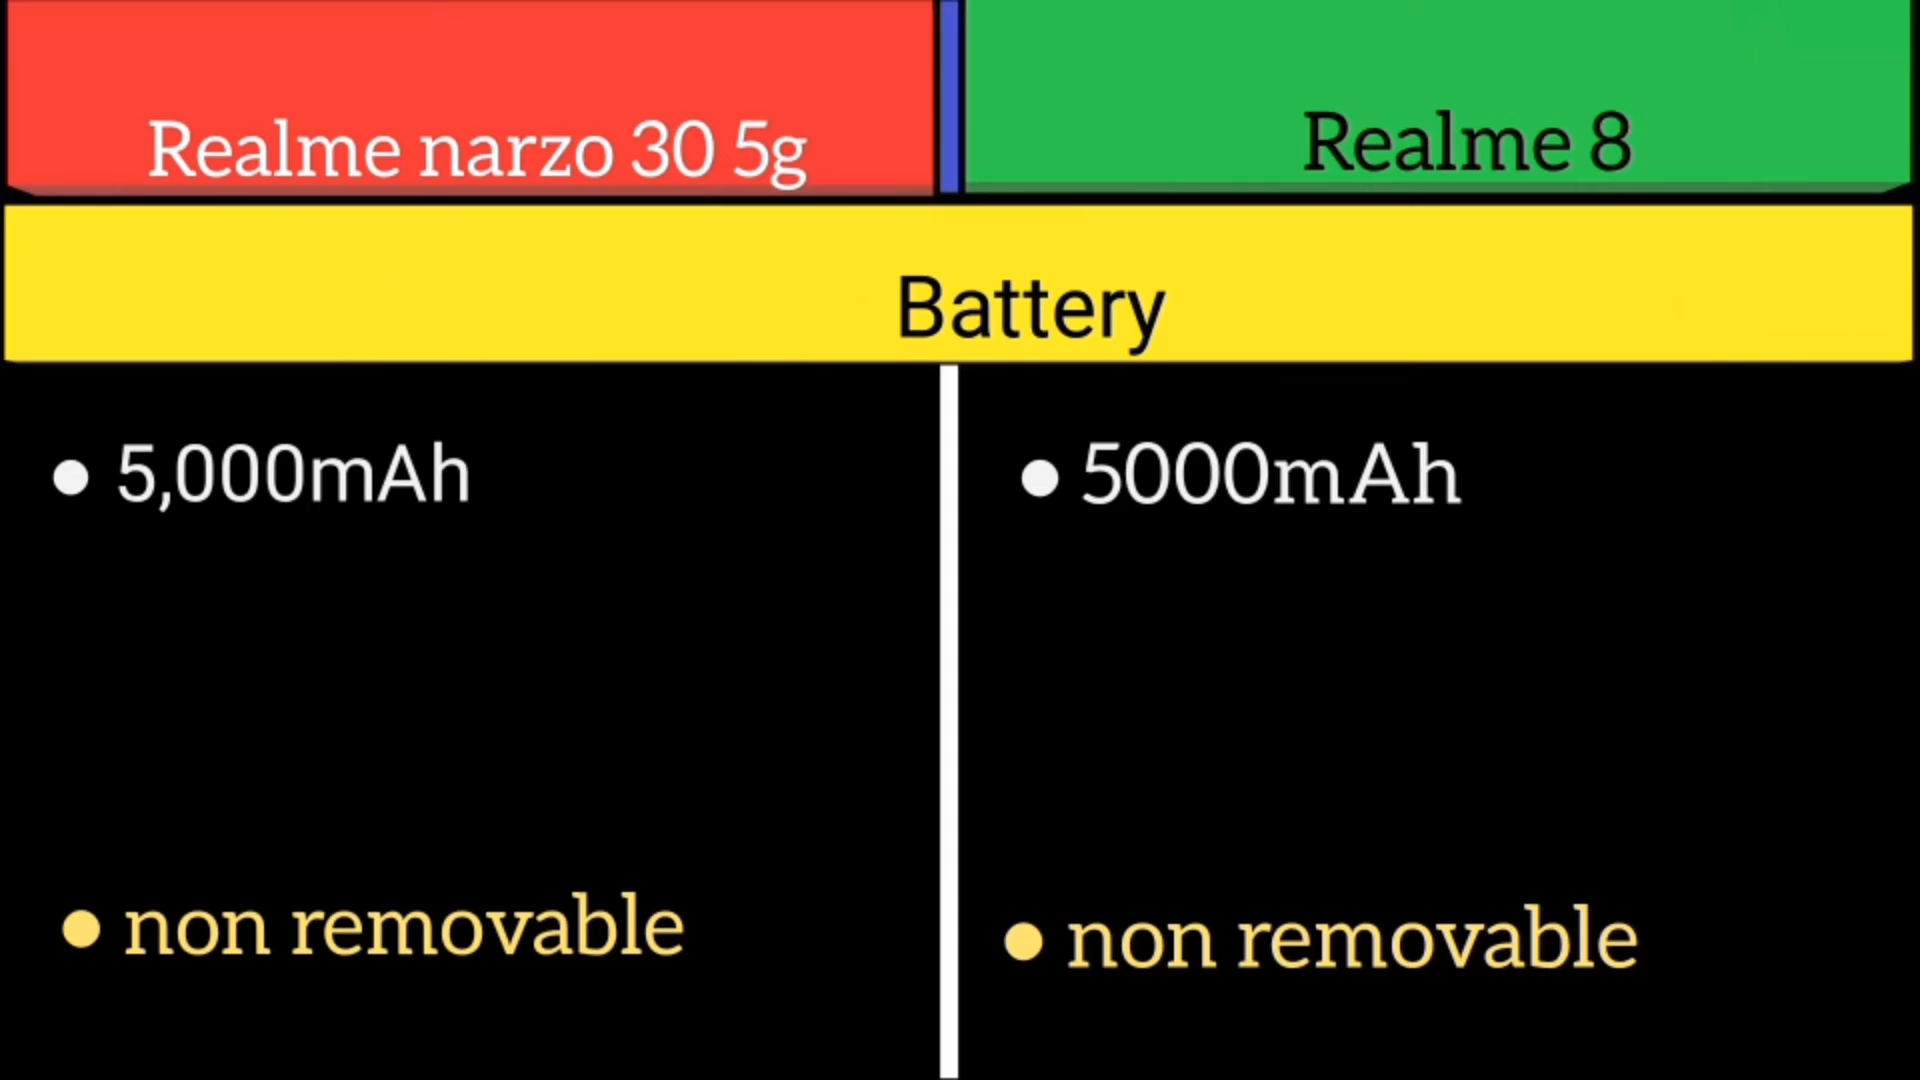 Realme narzo 30 5g
Realme 8
Battery
● 5,000mAh
● 5000mAh
● non removable
● non removable